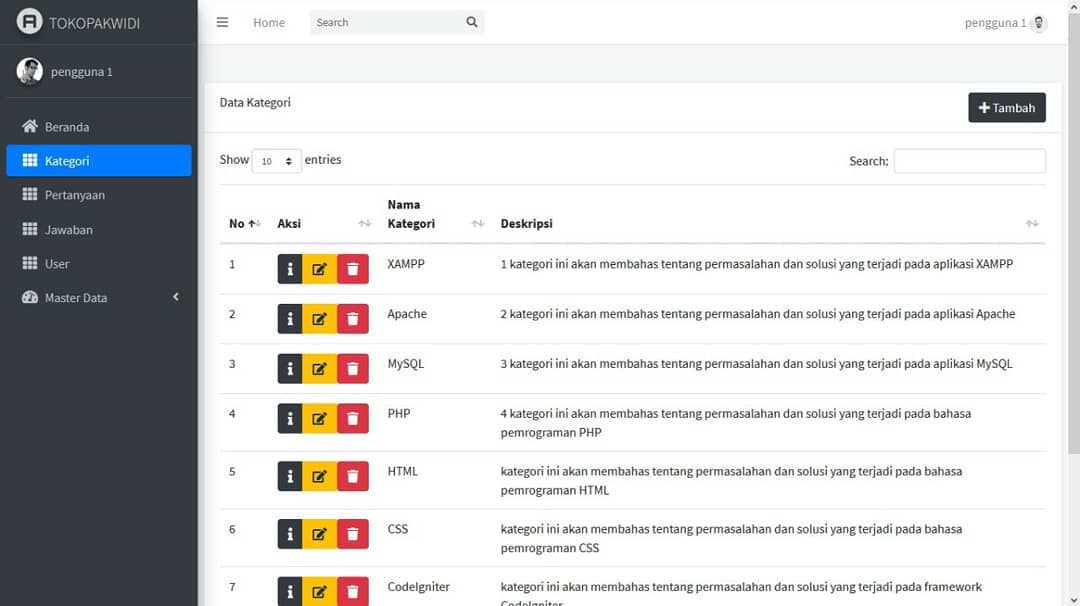 TOKOPAKWIDI
Home
Search
pengguna 1
pengguna 1
Beranda
Kategori
Pertanyaan
Jawaban
User
Master Data
Data Kategori
Tambah
Show 10 entries
Search:
No
Aksi
Nama
Kategori
Deskripsi
1
XAMPP
1 kategori ini akan membahas tentang permasalahan dan solusi yang terjadi pada aplikasi XAMPP
2
Apache
2 kategori ini akan membahas tentang permasalahan dan solusi yang terjadi pada aplikasi Apache
3
MySQL
3 kategori ini akan membahas tentang permasalahan dan solusi yang terjadi pada aplikasi MySQL
4
PHP
4 kategori ini akan membahas tentang permasalahan dan solusi yang terjadi pada bahasa
pemrograman PHP
5
HTML
kategori ini akan membahas tentang permasalahan dan solusi yang terjadi pada bahasa
pemrograman HTML
6
CSS
kategori ini akan membahas tentang permasalahan dan solusi yang terjadi pada bahasa
pemrograman CSS
7
CodeIgniter
kategori ini akan membahas tentang permasalahan dan solusi yang terjadi pada framework
CodeIgniter